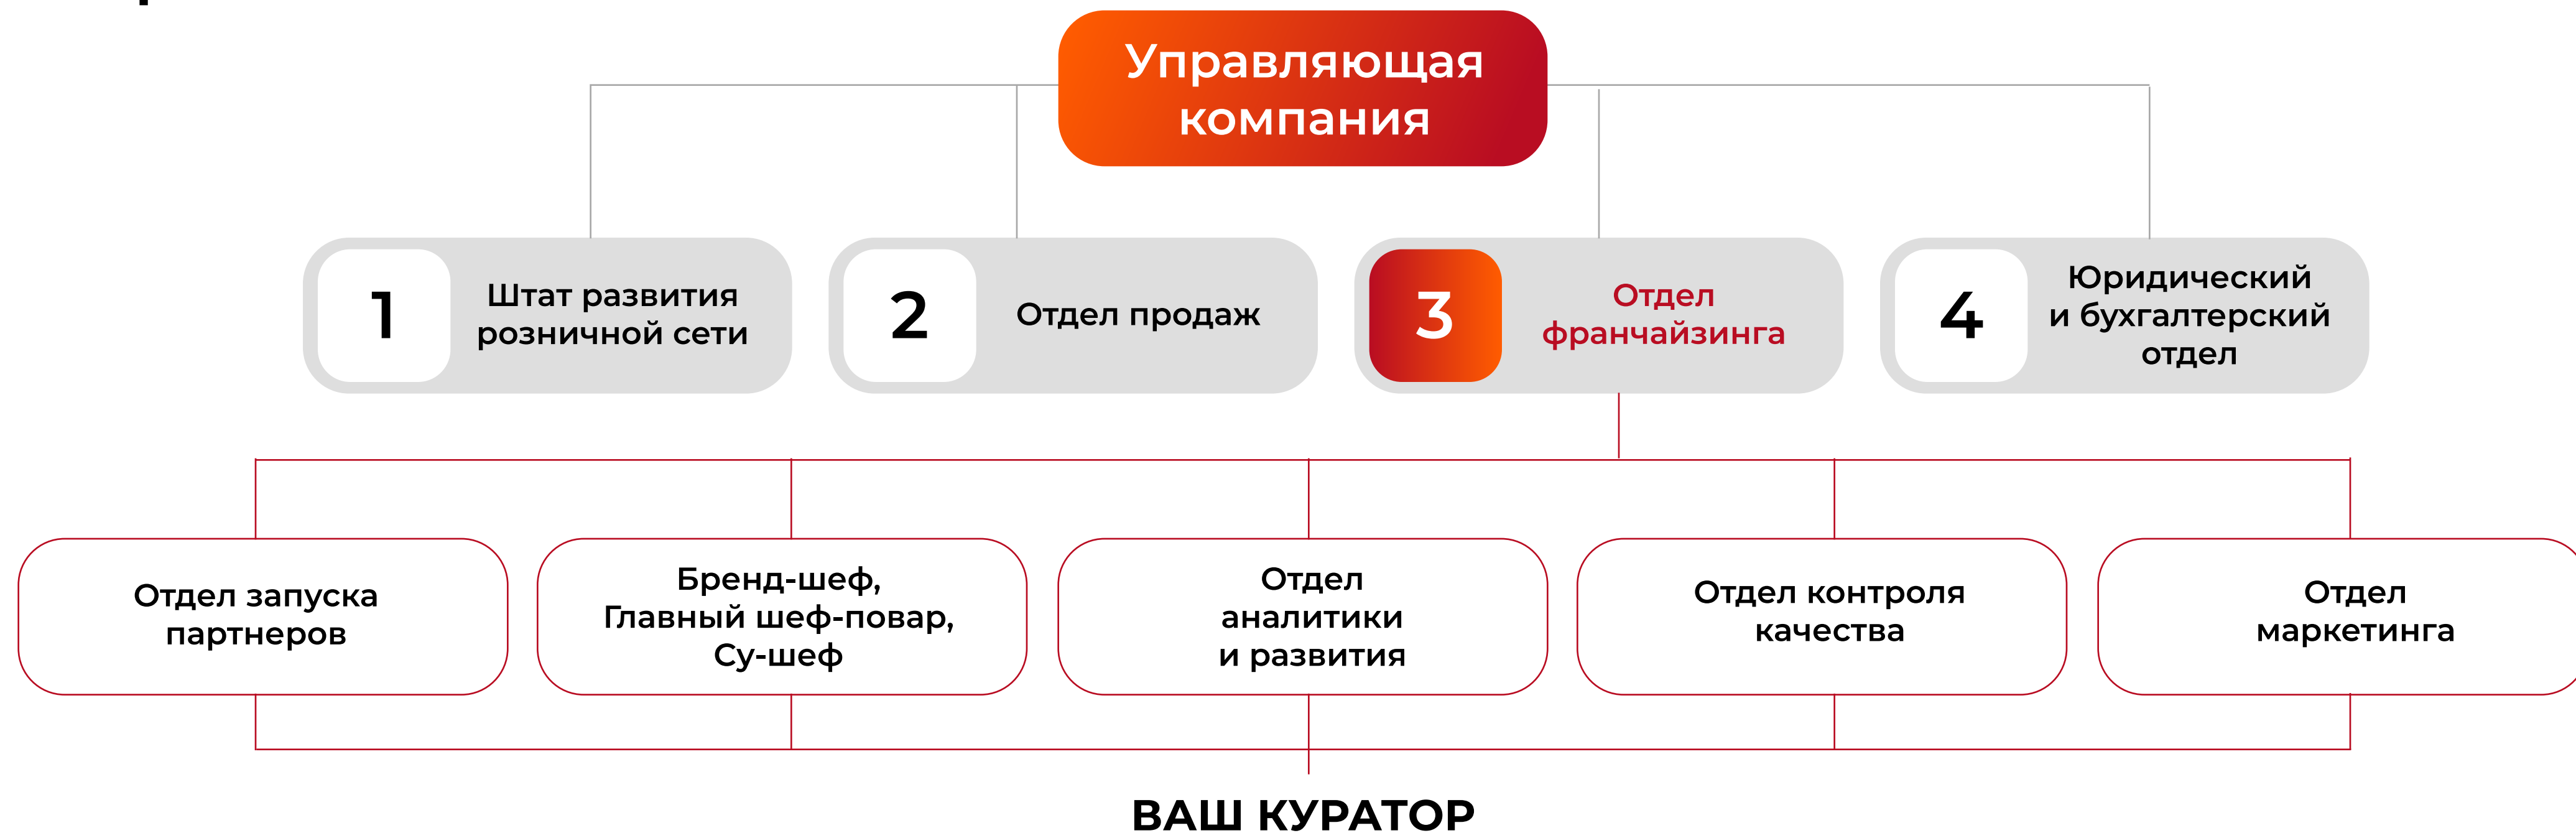 Управляющая
компания
1
Штат развития
розничной сети
2
Отдел продаж
3
Отдел
франчайзинга
4
Юридический
и бухгалтерский
отдел
Отдел запуска
партнеров
Бренд-шеф,
Главный шеф-повар,
Су-шеф
Отдел
аналитики
и развития
Отдел контроля
качества
Отдел
маркетинга
ВАШ КУРАТОР